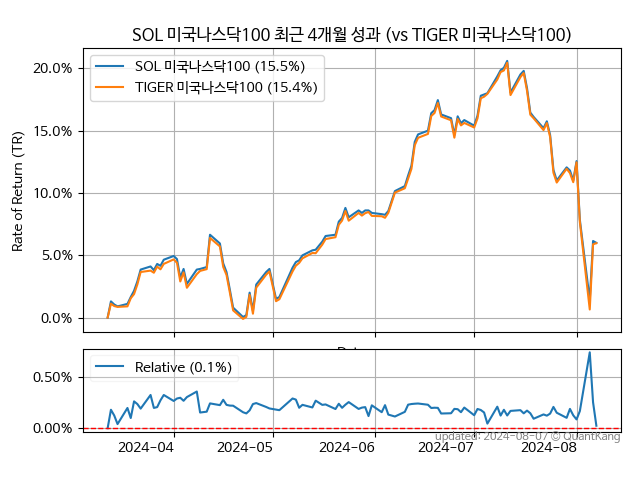 SOL 미국나스닥100 최근 4개월 성과 (vs TIGER 미국나스닥100)
SOL 미국나스닥100 (15.5%)
TIGER 미국나스닥100 (15.4%)
Rate of Return (TR)
20.0%
15.0%
10.0%
5.0%
0.0%
Relative (0.1%)
0.50%
0.00%
updated: 2024-08-07 © QuantKang
2024-04 2024-05 2024-06 2024-07 2024-08